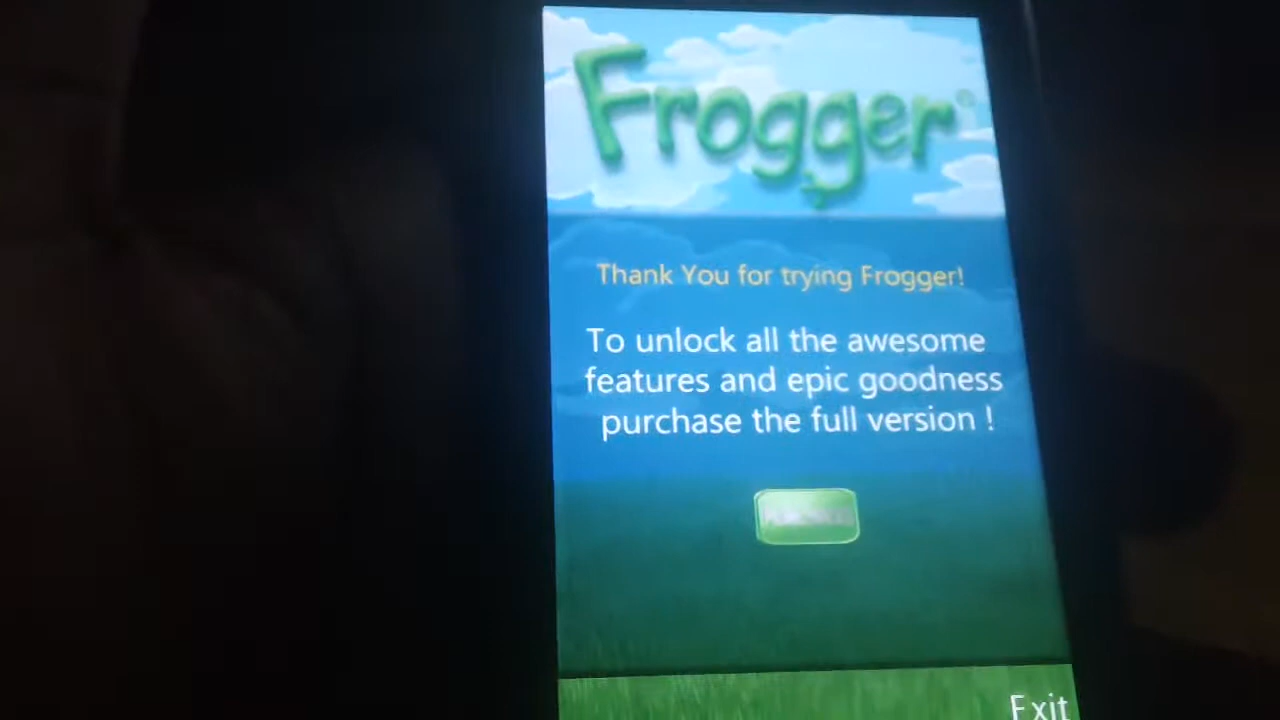 Frogger
Thank You for trying Frogger!
To unlock all the awesome
features and epic goodness
purchase the full version !
Exit